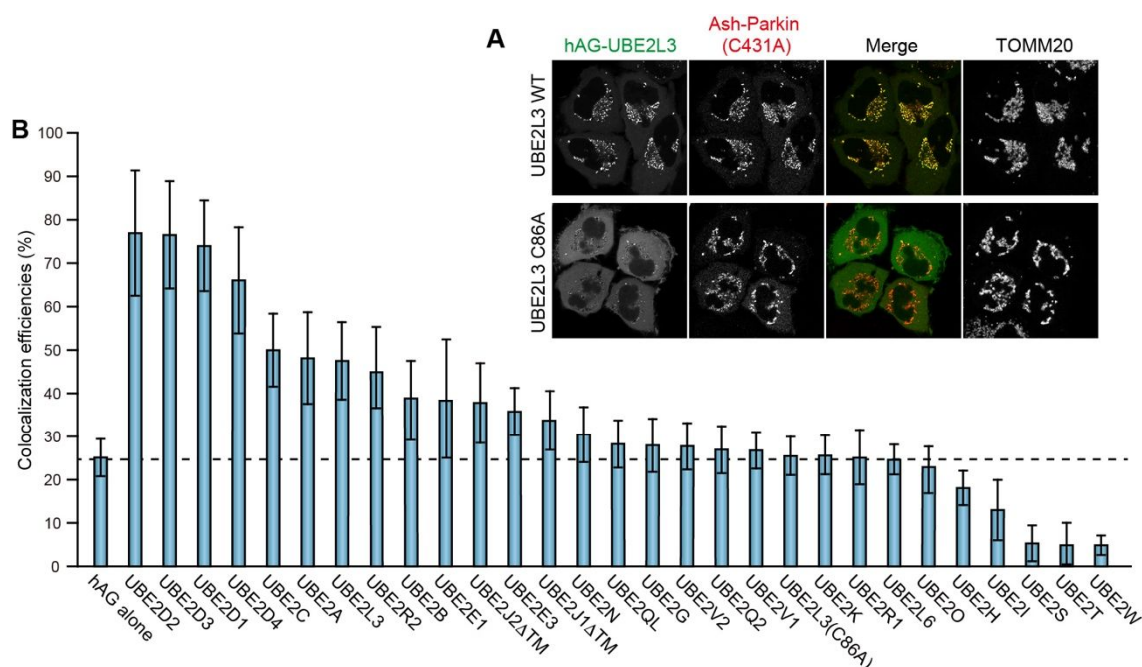 A
hAG-UBE2L3
Ash-Parkin
(C431A)
Merge
TOMM20
UBE2L3 WT
UBE2L3 C86A
B
Colocalization efficiencies (%)
100
90
80
70
60
50
40
30
20
10
0
hAG alone
UBE2D2
UBE2D3
UBE2D1
UBE2D4
UBE2C
UBE2A
UBE2L3
UBE2R2
UBE2B
UBE2E1
UBE2J2ΔTM
UBE2E3
UBE2J1ΔTM
UBE2N
UBE2QL
UBE2G
UBE2V2
UBE2Q2
UBE2V1
UBE2L3(C86A)
UBE2K
UBE2R1
UBE2L6
UBE2O
UBE2H
UBE2I
UBE2S
UBE2T
UBE2W